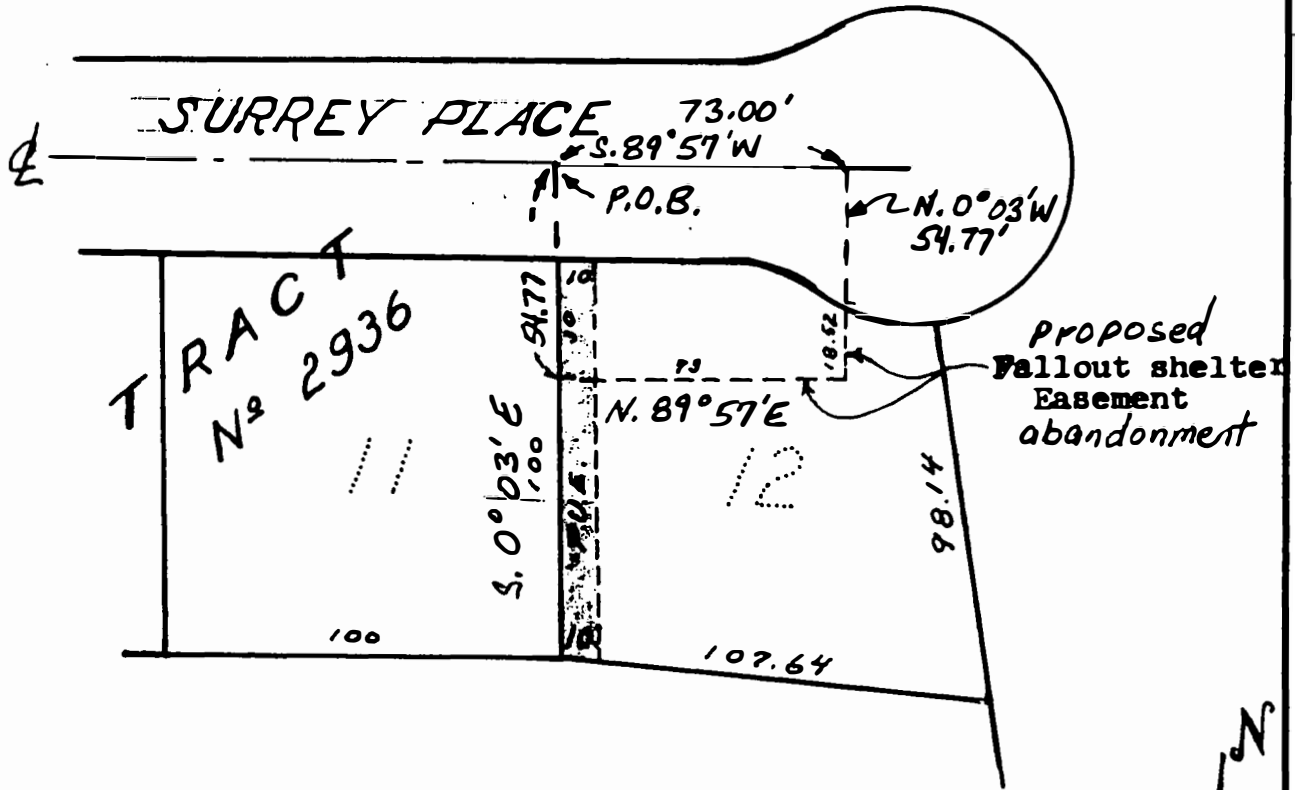 SURREY PLACE
73.00'
S. 89° 57' W
P.O.B.
N. 0° 03' W
54.77'
TRACT
Nº 2936
54.77
10
30
18.52
73
N. 89° 57' E
proposed
Fallout shelter
Easement
abandonment
11
S. 0° 03' E
100
12
98.14
100
10
107.64
N